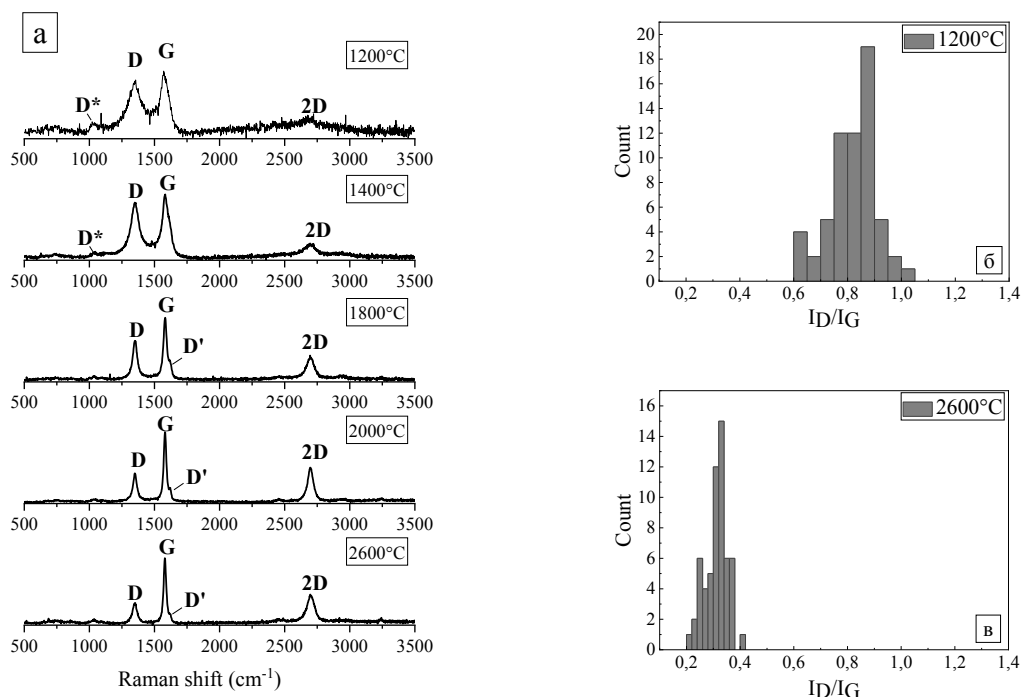 а
1200°C
D
G
D*
2D
500 1000 1500 2000 2500 3000 3500
1400°C
D
G
D*
2D
500 1000 1500 2000 2500 3000 3500
1800°C
G
D
D'
2D
500 1000 1500 2000 2500 3000 3500
2000°C
G
D
D'
2D
500 1000 1500 2000 2500 3000 3500
2600°C
G
D
D'
2D
500 1000 1500 2000 2500 3000 3500
Raman shift (cm⁻¹)
1200°C
20
18
16
14
12
10
8
6
4
2
0
Count
б
0,2 0,4 0,6 0,8 1,0 1,2 1,4
ID/IG
2600°C
16
14
12
10
8
6
4
2
0
Count
в
0,2 0,4 0,6 0,8 1,0 1,2 1,4
ID/IG